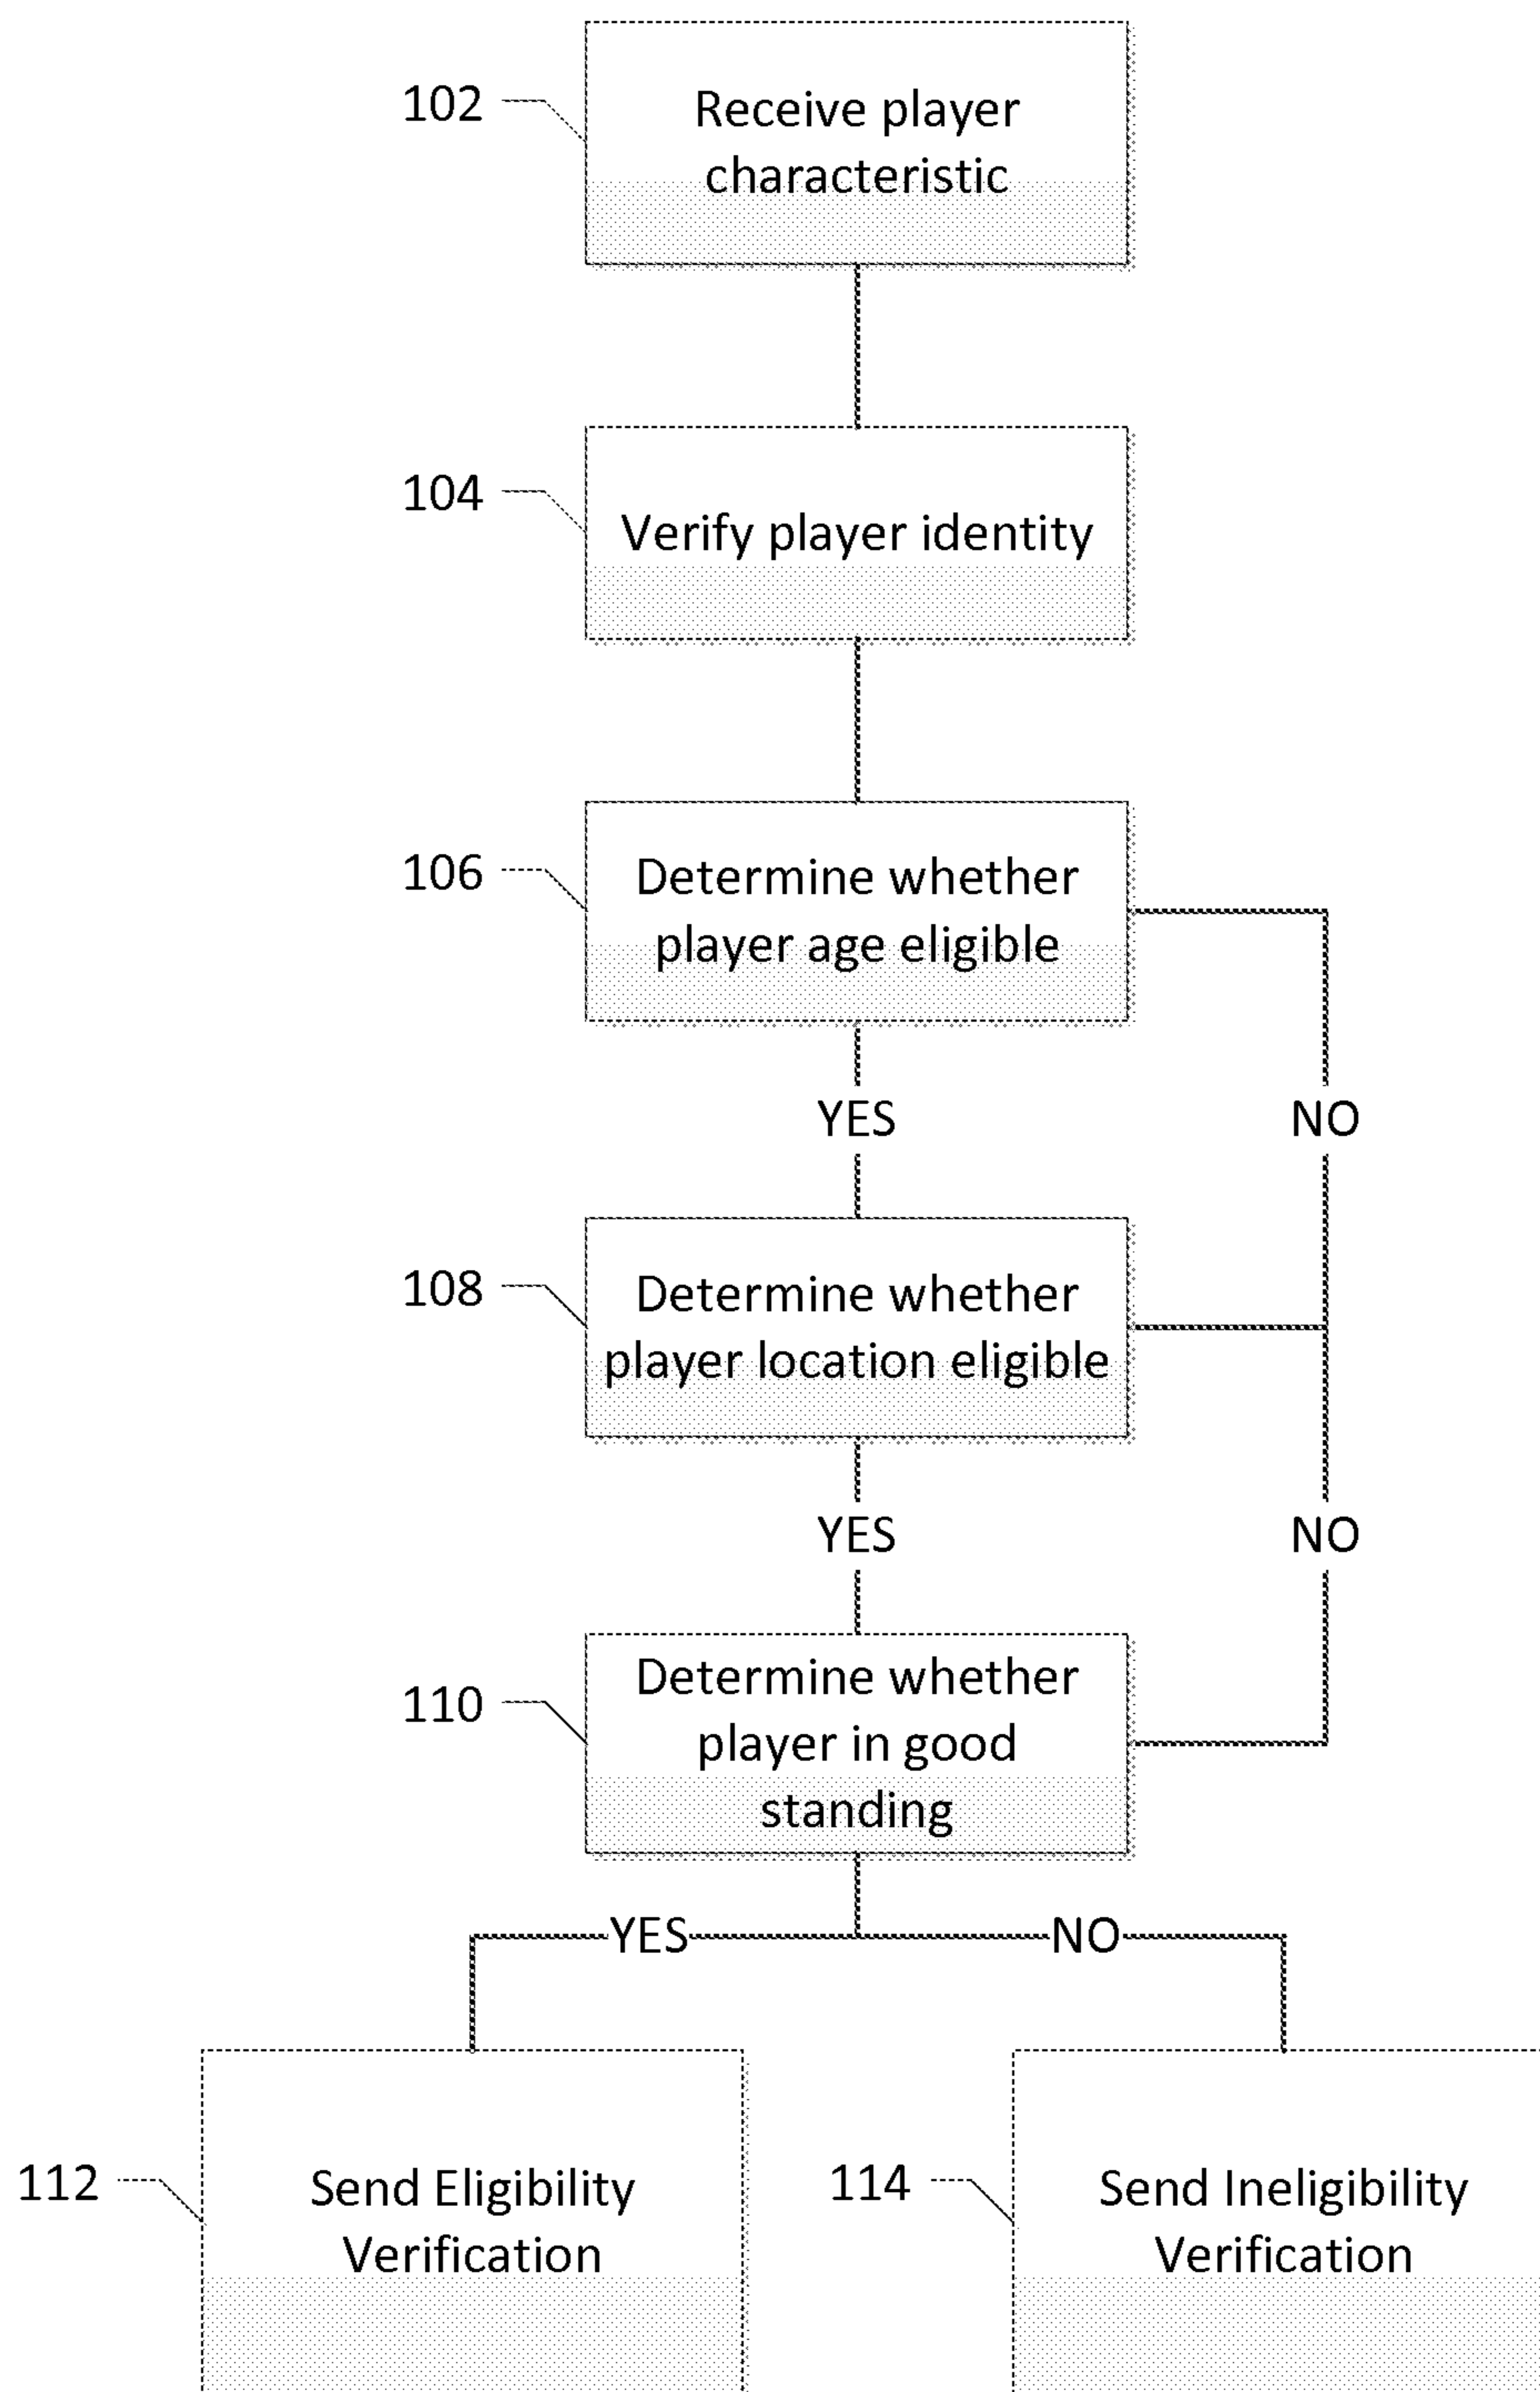 102
Receive player
characteristic
104
Verify player identity
106
Determine whether
player age eligible
YES
NO
108
Determine whether
player location eligible
YES
NO
110
Determine whether
player in good
standing
YES
NO
112
Send Eligibility
Verification
114
Send Ineligibility
Verification